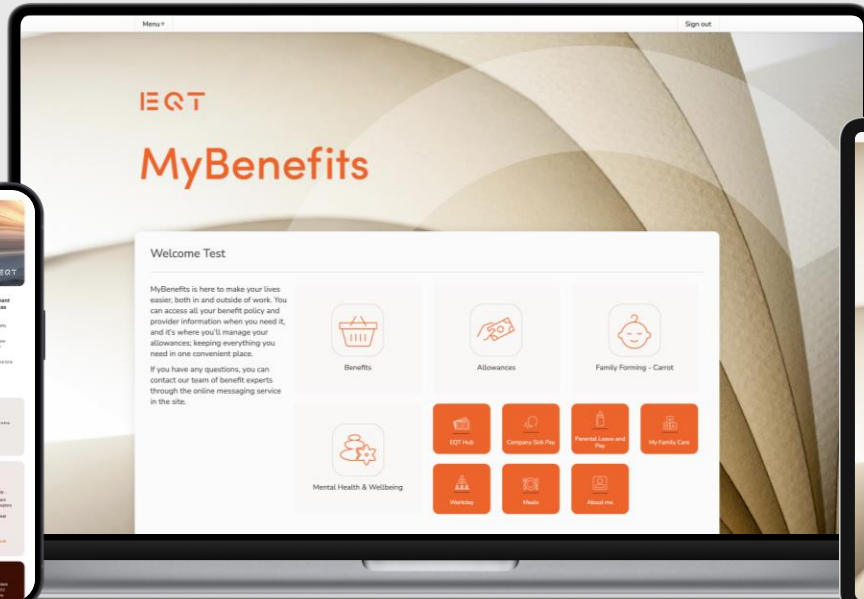 Menu
Sign out
EQT
MyBenefits
Welcome Test
MyBenefits is here to make your lives
easier, both in and outside of work. You
can access all your benefit policy and
provider information when you need it,
and it's where you'll manage your
allowances; keeping everything you
need in one convenient place.
If you have any questions, you can
contact our team of benefit experts
through the online messaging service
in the site.
Benefits
Allowances
Family Forming - Carrot
Mental Health & Wellbeing
EQT Hub
Company Sick Pay
Parental Leave and
Pay
My Family Care
Workday
Meals
About me
EQT